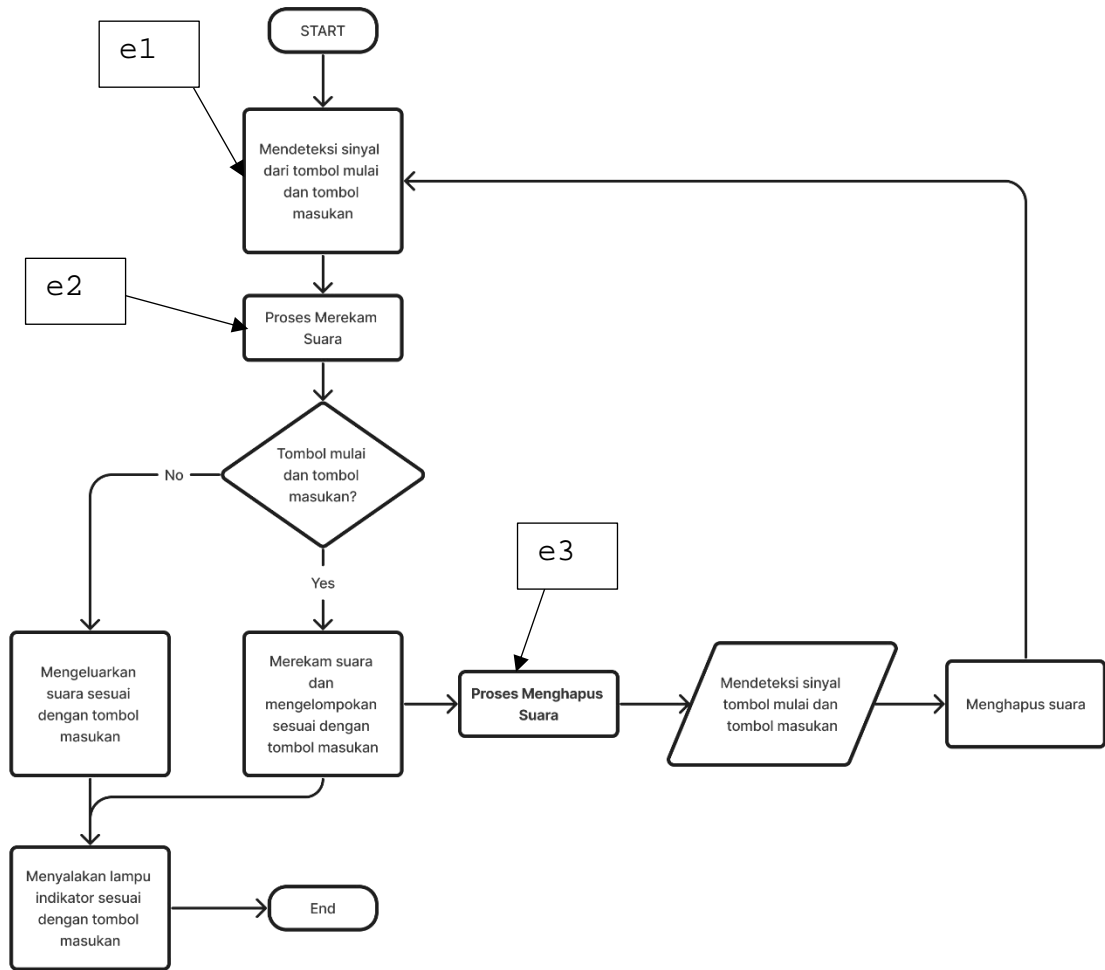 START
e1
Mendeteksi sinyal
dari tombol mulai
dan tombol
masukan
e2
Proses Merekam
Suara
Tombol mulai
dan tombol
masukan?
No
Yes
e3
Mengeluarkan
suara sesuai
dengan tombol
masukan
Merekam suara
dan
mengelompokan
sesuai dengan
tombol masukan
Proses Menghapus
Suara
Mendeteksi sinyal
tombol mulai dan
tombol masukan
Menghapus suara
Menyalakan lampu
indikator sesuai
dengan tombol
masukan
End